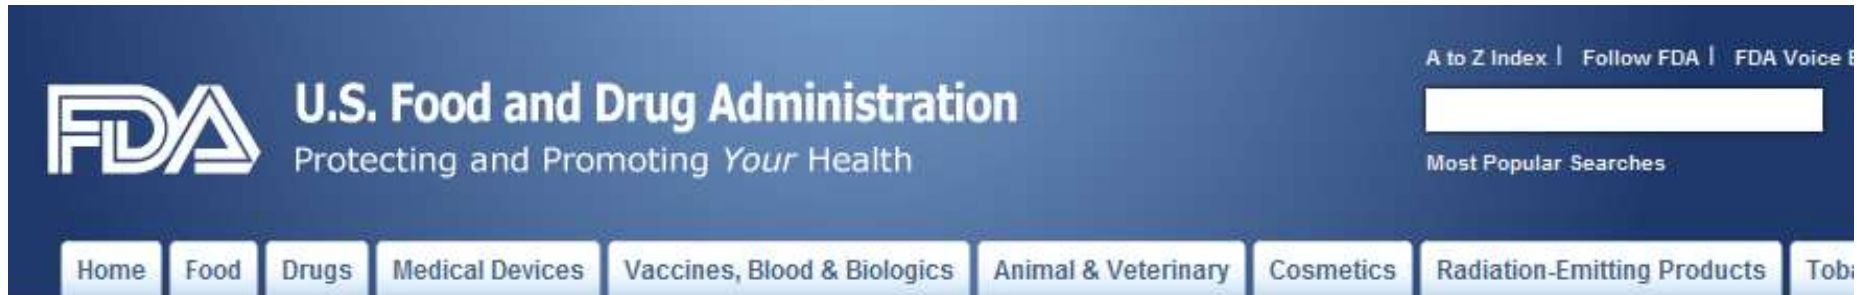 A to Z Index | Follow FDA | FDA Voice
FDA
U.S. Food and Drug Administration
Protecting and Promoting Your Health
Most Popular Searches
Home Food Drugs Medical Devices Vaccines, Blood & Biologics Animal & Veterinary Cosmetics Radiation-Emitting Products